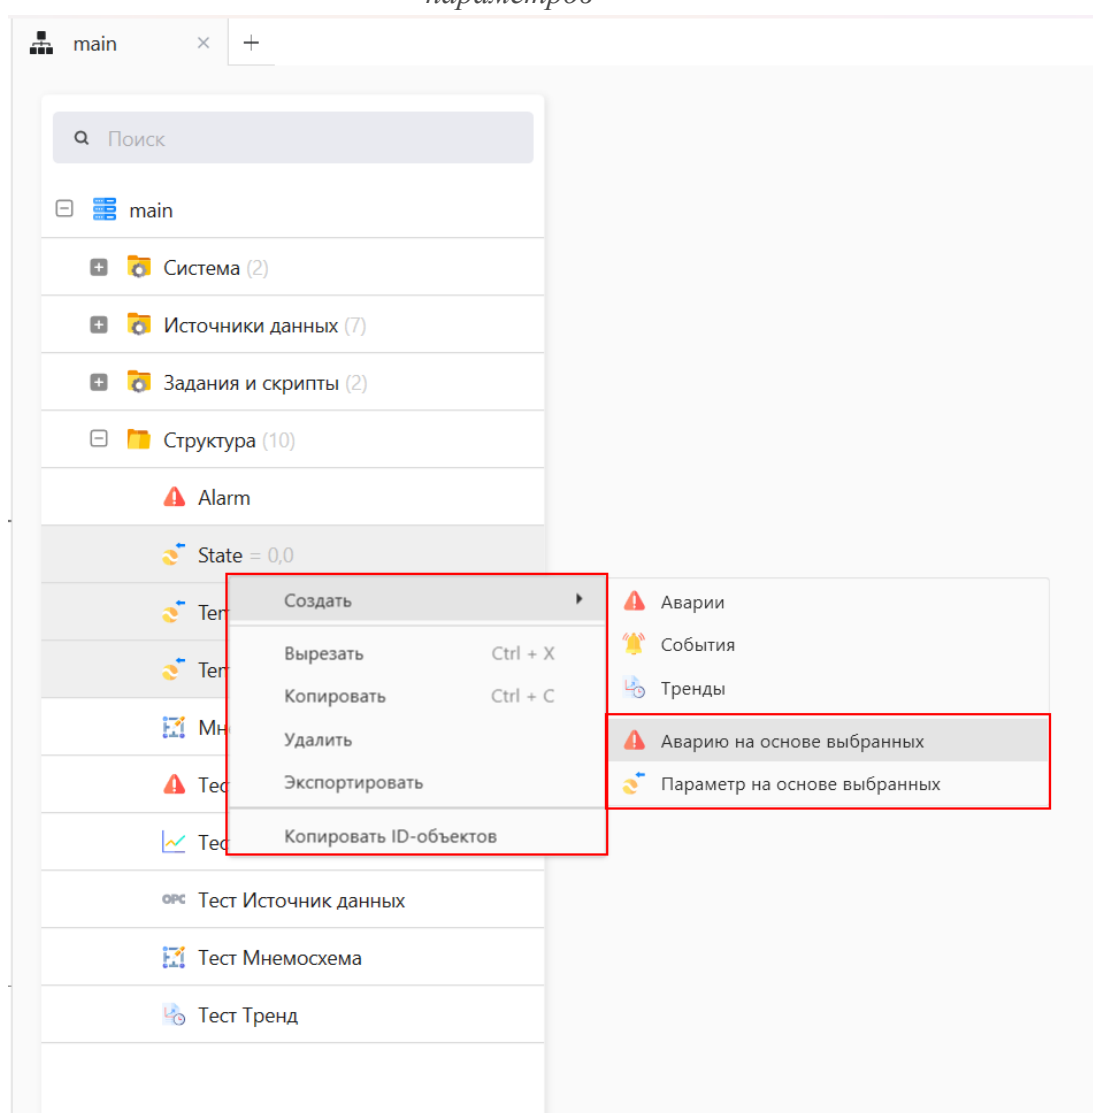 параметров
main × +
Поиск
main
Система (2)
Источники данных (7)
Задания и скрипты (2)
Структура (10)
Alarm
State = 0,0
Создать
Вырезать Ctrl + X
Копировать Ctrl + C
Удалить
Экспортировать
Копировать ID-объектов
Аварии
События
Тренды
Аварию на основе выбранных
Параметр на основе выбранных
OPC Тест Источник данных
Тест Мнемосхема
Тест Тренд